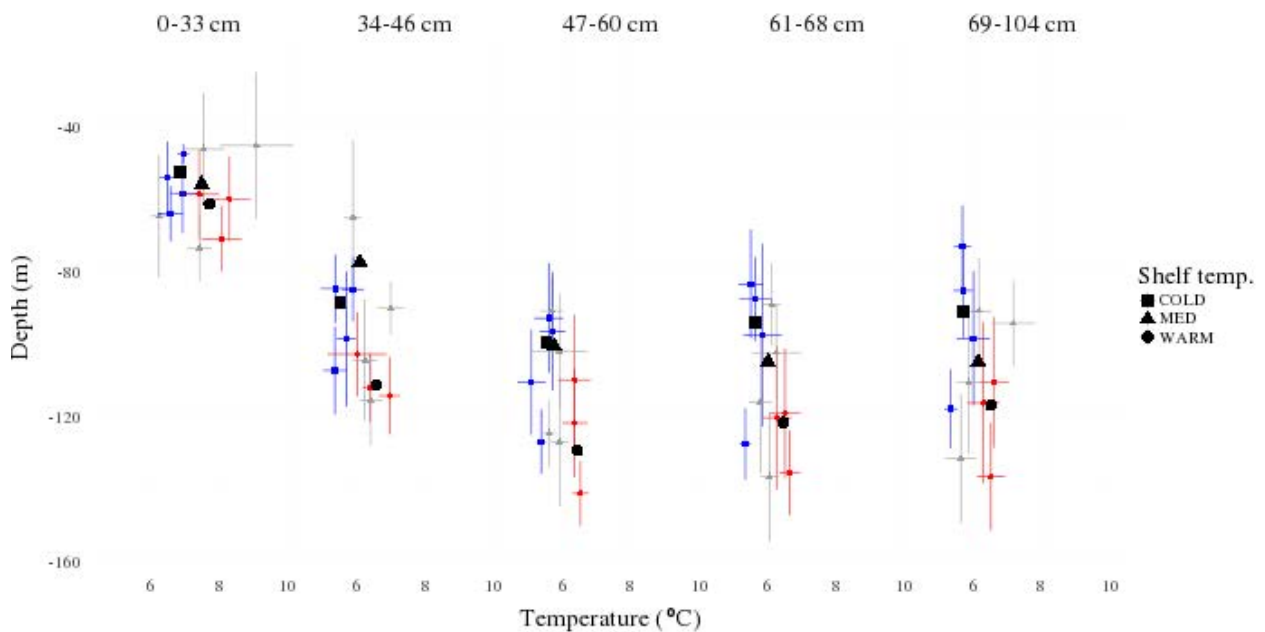 0-33 cm 34-46 cm 47-60 cm 61-68 cm 69-104 cm
-40
-80
-120
-160
Depth (m)
6 8 10 6 8 10 6 8 10 6 8 10 6 8 10
Temperature (°C)
Shelf temp.
COLD
MED
WARM